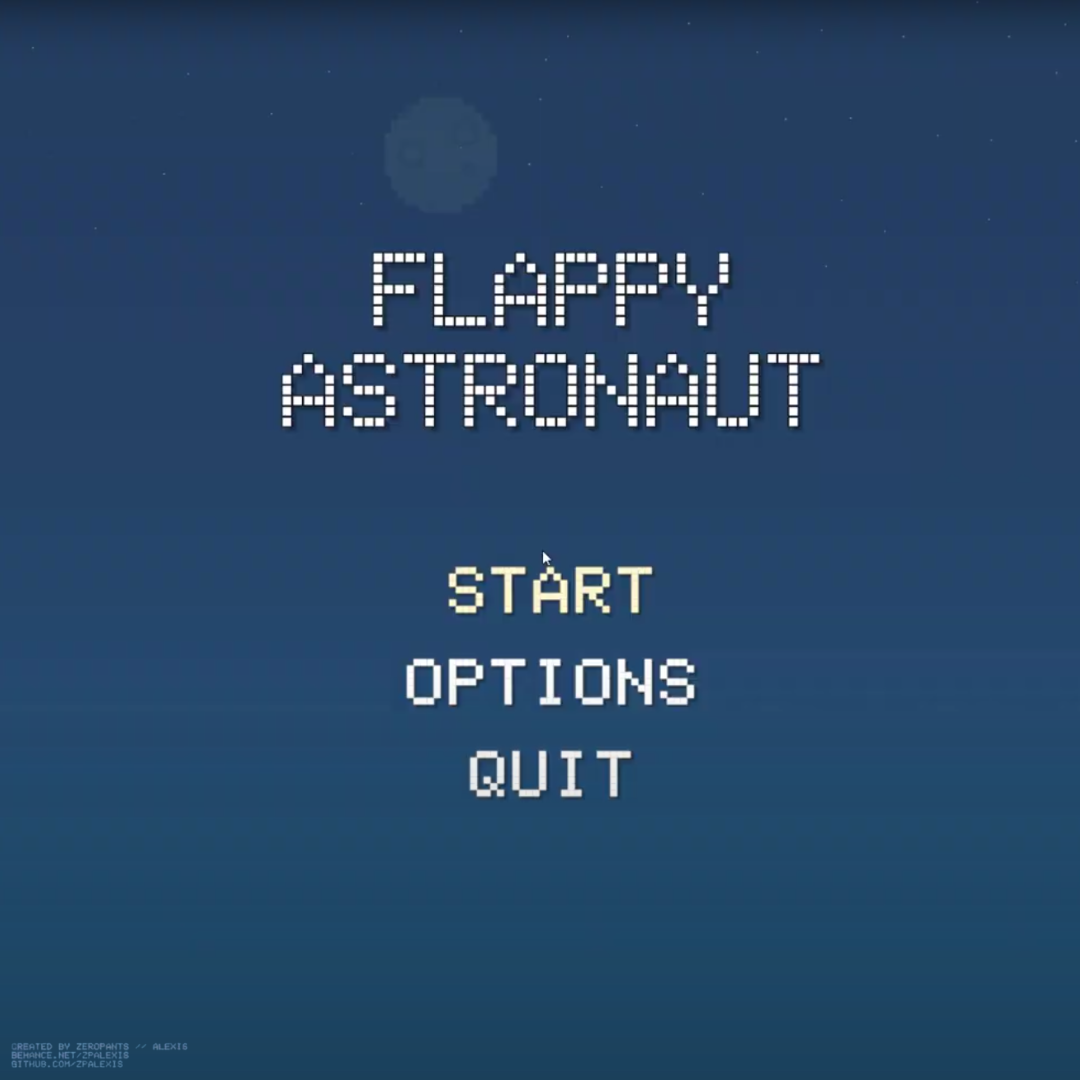 FLAPPY
ASTRONAUT
START
OPTIONS
QUIT
CREATED BY ZEROPANTS // ALEXIS
BEHANCE.NET/ZPALEXIS
GITHUB.COM/ZPALEXIS